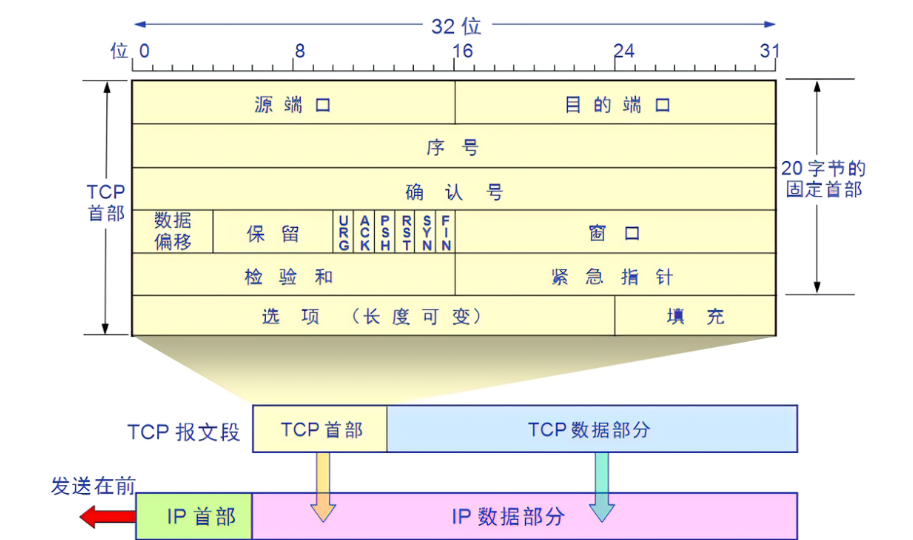 32 位
位 0 8 16 24 31
源端口 目的端口
序号
确认号
TCP
首部
20 字节的
固定首部
数据
偏移
保留
URG
ACK
PSH
RST
SYN
FIN
窗口
检验和 紧急指针
选项（长度可变） 填充
TCP 报文段 TCP 首部 TCP 数据部分
发送在前
IP 首部 IP 数据部分